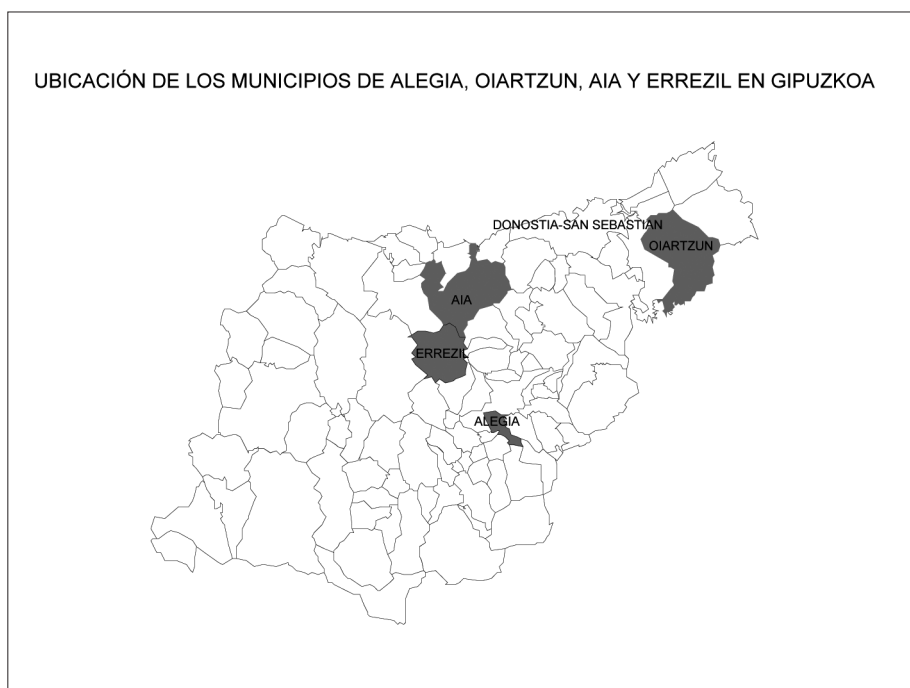 UBICACIÓN DE LOS MUNICIPIOS DE ALEGIA, OIARTZUN, AIA Y ERREZIL EN GIPUZKOA
DONOSTIA-SAN SEBASTIAN
OIARTZUN
AIA
ERREZIL
ALEGIA